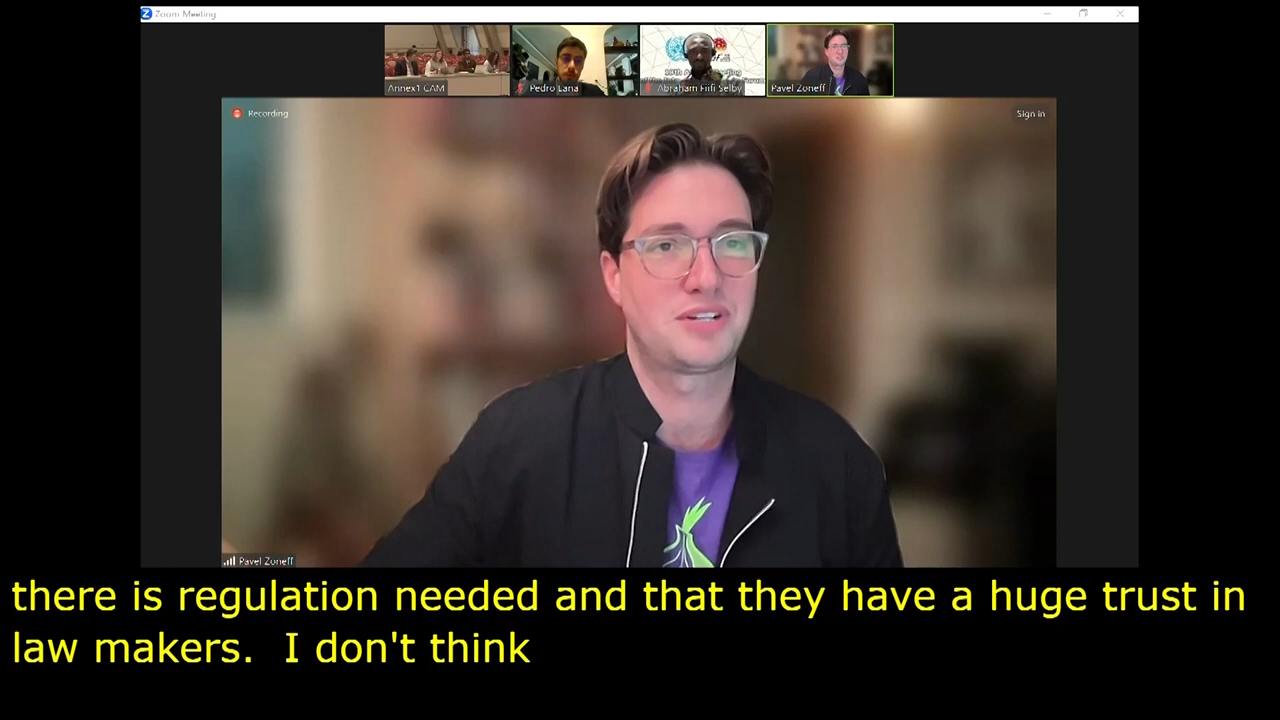 Zoom Meeting
Annex1 CAM
Pedro Lana
Abraham Fiifi Selby
Pavel Zoneff
Recording
Sign in
Pavel Zoneff
there is regulation needed and that they have a huge trust in
law makers.  I don't think